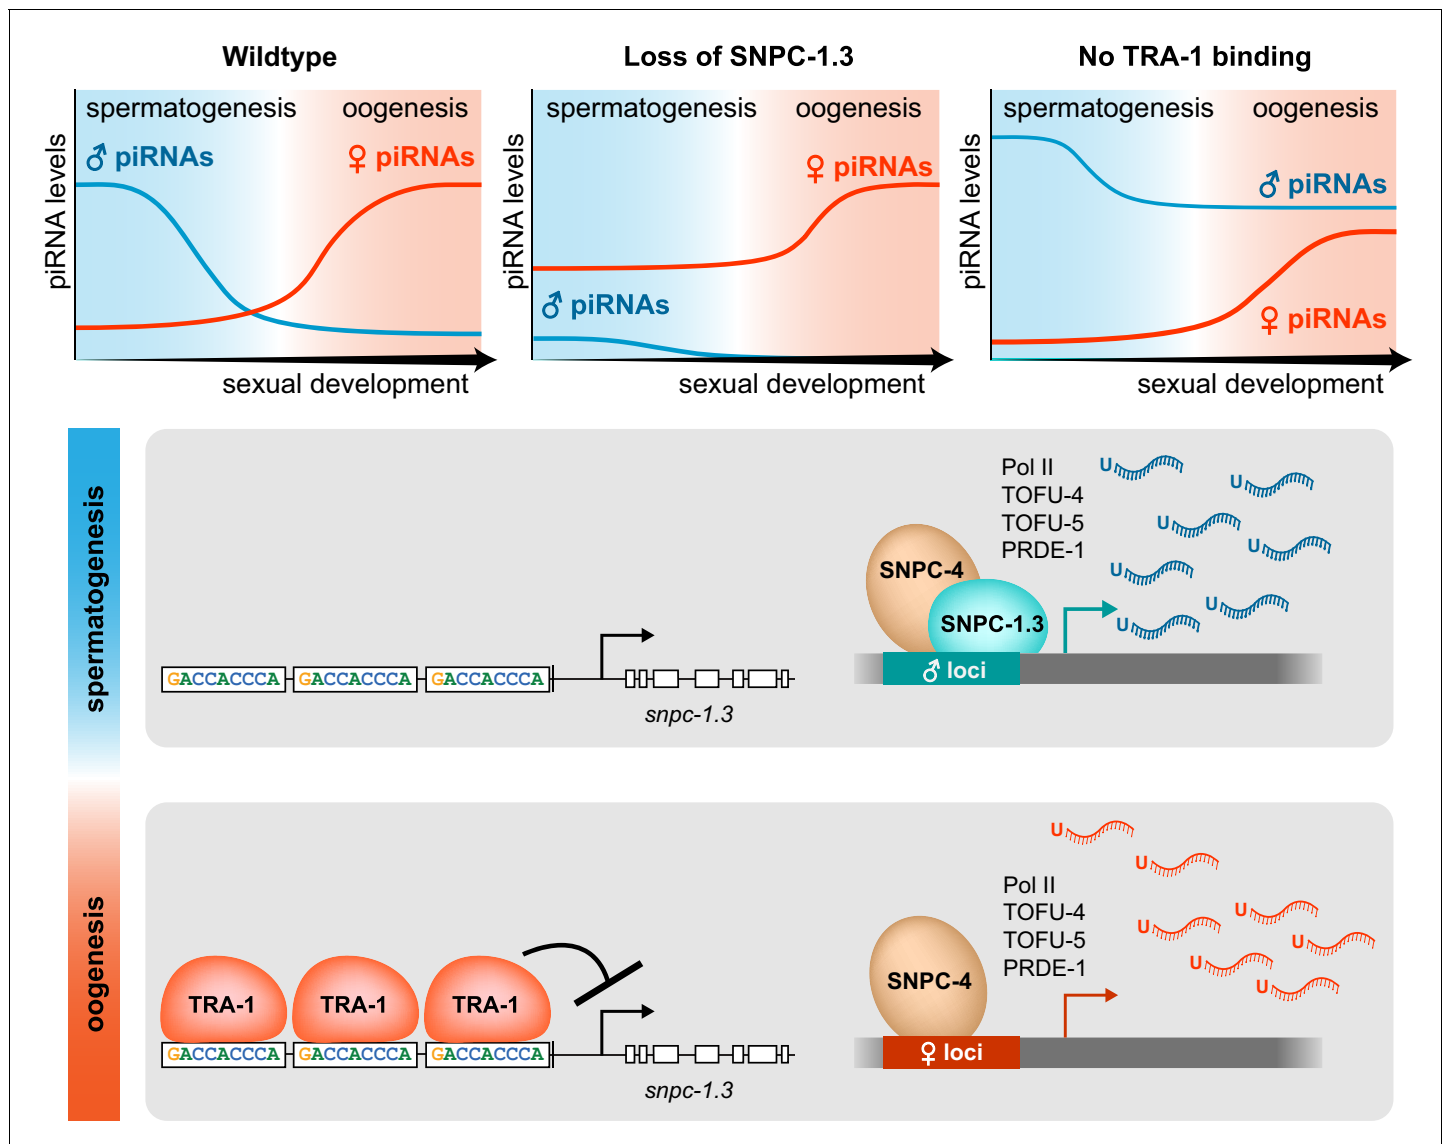 Wildtype
spermatogenesis oogenesis
♂ piRNAs ♀ piRNAs
piRNA levels
sexual development
Loss of SNPC-1.3
spermatogenesis oogenesis
♀ piRNAs
♂ piRNAs
piRNA levels
sexual development
No TRA-1 binding
spermatogenesis oogenesis
♂ piRNAs
♀ piRNAs
piRNA levels
sexual development
spermatogenesis
GACCACCCA GACCACCCA GACCACCCA
snpc-1.3
SNPC-4
SNPC-1.3
♂ loci
Pol II
TOFU-4
TOFU-5
PRDE-1
U
U
U
U
U
U
U
oogenesis
TRA-1 TRA-1 TRA-1
GACCACCCA GACCACCCA GACCACCCA
snpc-1.3
SNPC-4
♀ loci
Pol II
TOFU-4
TOFU-5
PRDE-1
U
U
U
U
U
U
U